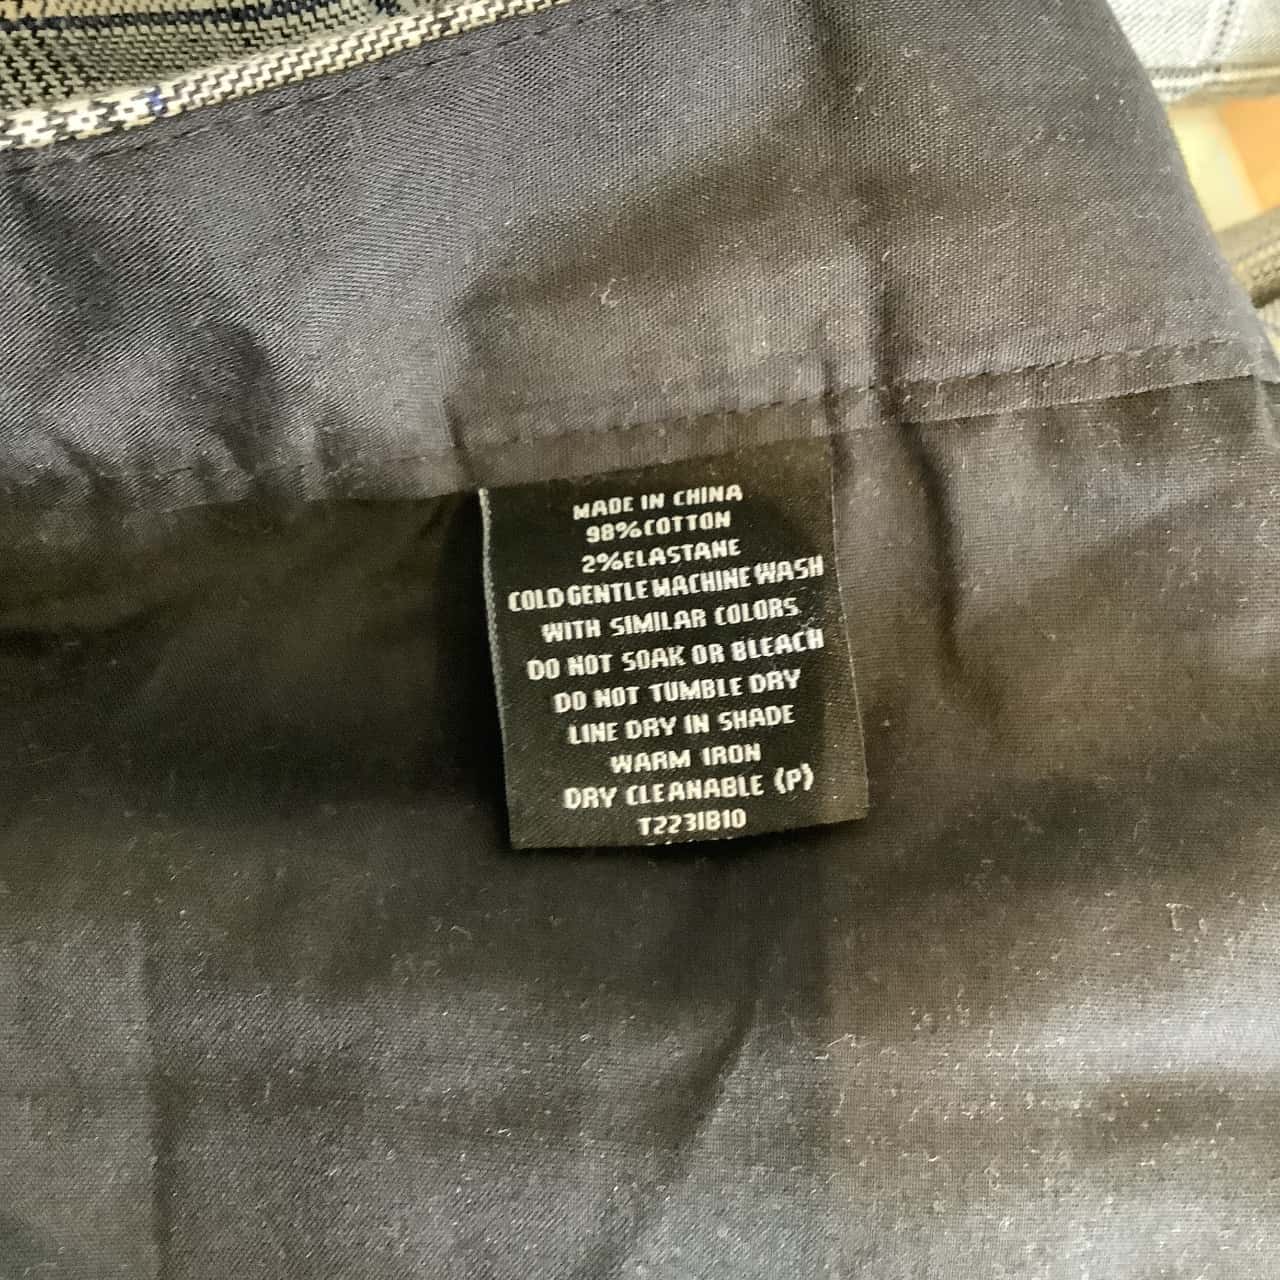 MADE IN CHINA
98%COTTON
2%ELASTANE
COLD GENTLE MACHINE WASH
WITH SIMILAR COLORS
DO NOT SOAK OR BLEACH
DO NOT TUMBLE DRY
LINE DRY IN SHADE
WARM IRON
DRY CLEANABLE (P)
T2231B10